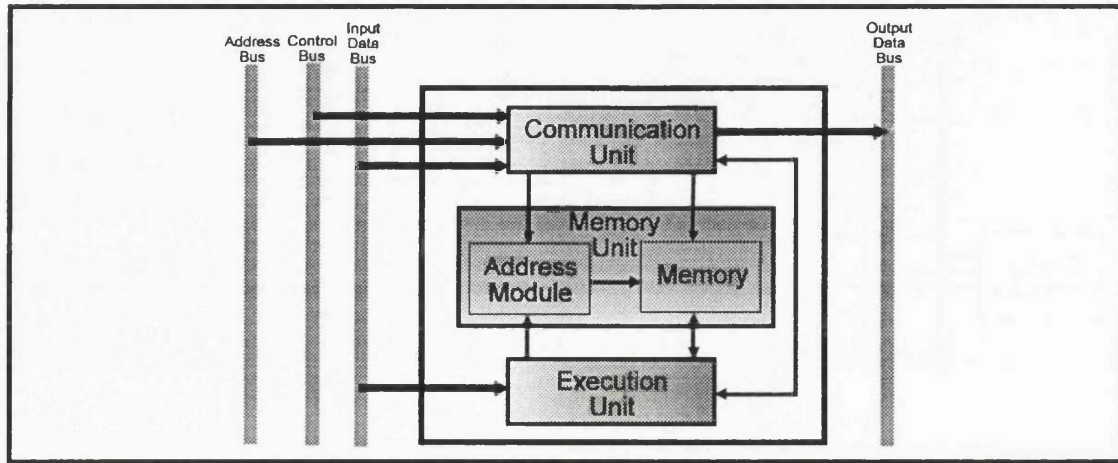 Address
Bus
Control
Bus
Input
Data
Bus
Output
Data
Bus
Communication
Unit
Memory
Unit
Address
Module
Memory
Execution
Unit